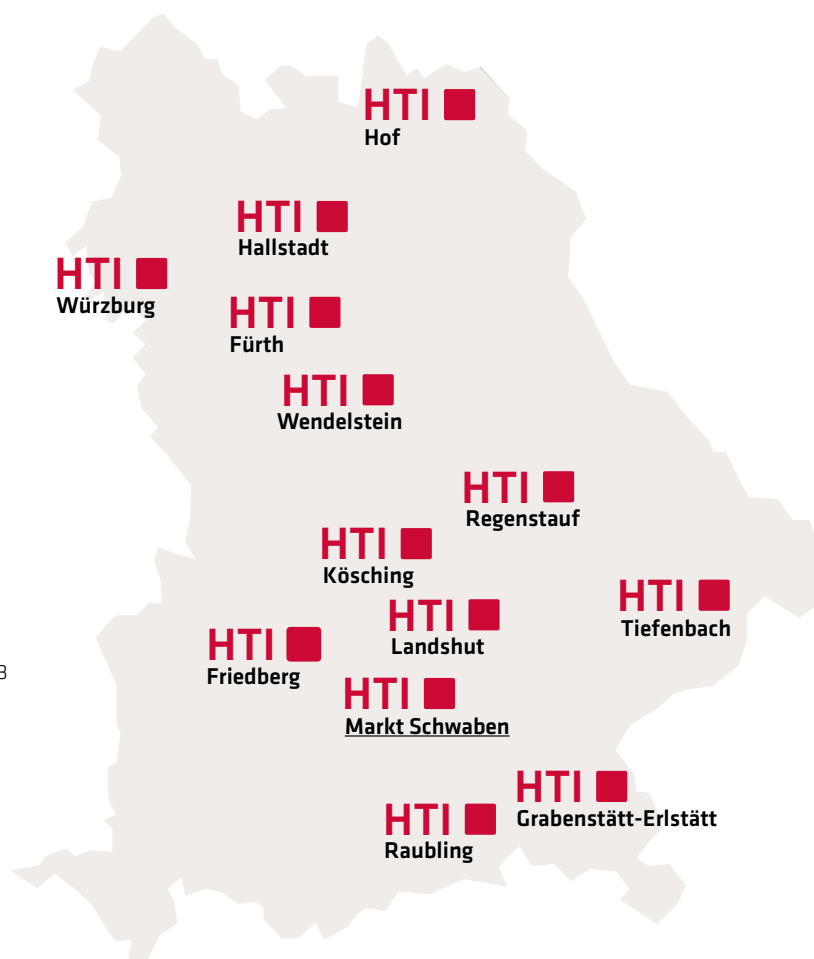 HTI
Hof
HTI
Hallstadt
HTI
Würzburg
HTI
Fürth
HTI
Wendelstein
HTI
Regenstauf
HTI
Kösching
HTI
Tiefenbach
HTI
Landshut
HTI
Friedberg
HTI
Markt Schwaben
HTI
Grabenstätt-Erlstätt
HTI
Raubling